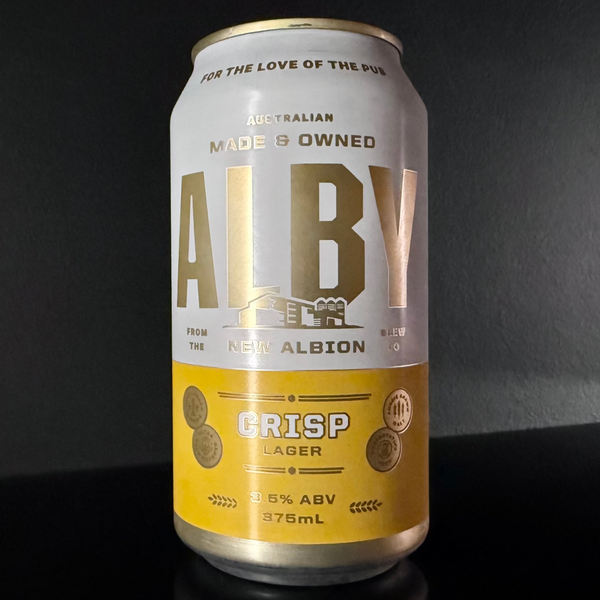 FOR THE LOVE OF THE PUB
AUSTRALIAN
MADE & OWNED
ALBY
FROM THE
NEW ALBION
BREW CO
CRISP
LAGER
3.5% ABV
375mL